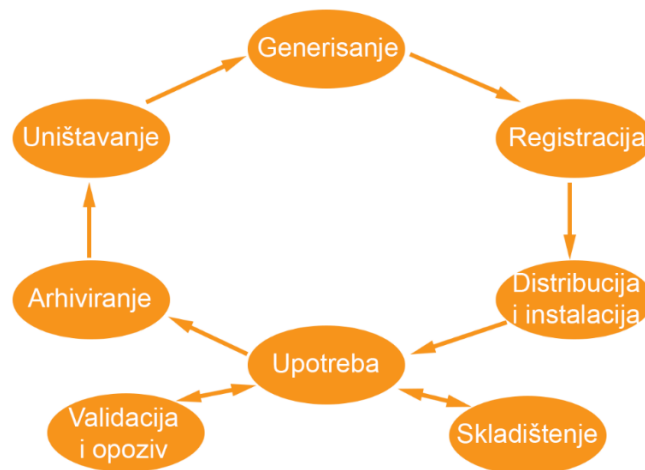 Generisanje
Uništavanje
Registracija
Arhiviranje
Distribucija
i instalacija
Upotreba
Validacija
i opoziv
Skladištenje